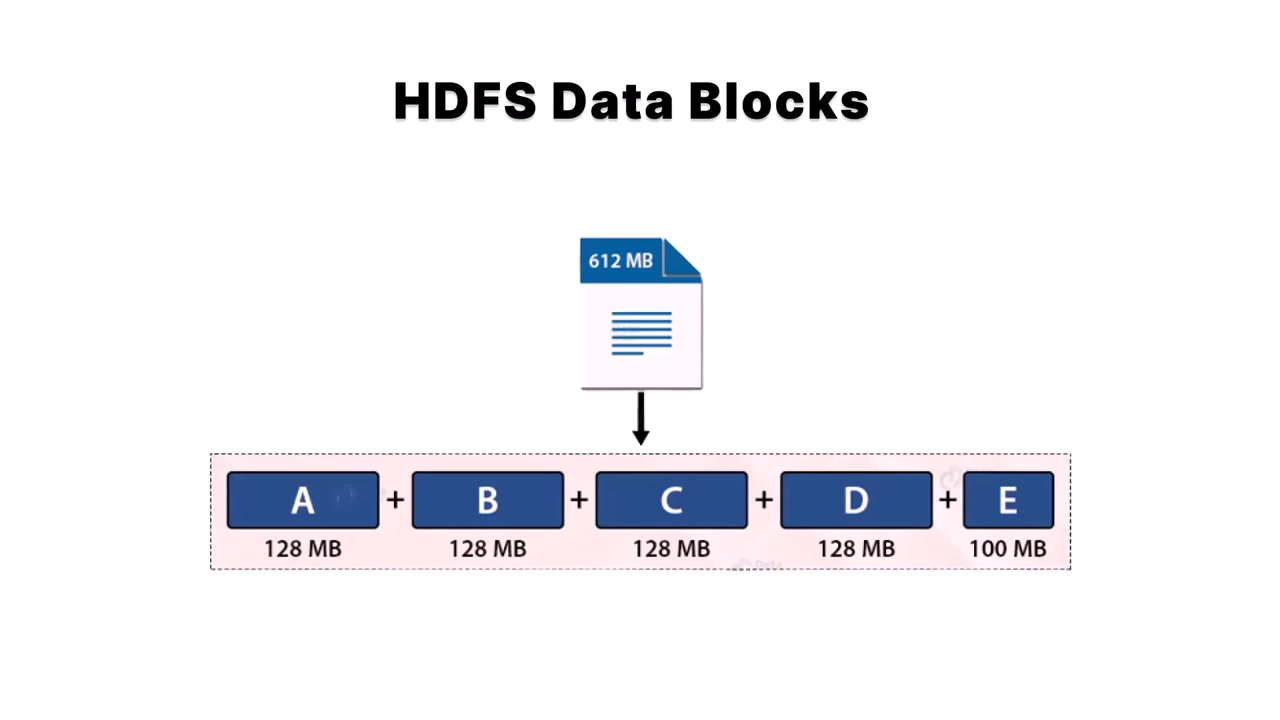 HDFS Data Blocks
612 MB
A + B + C + D + E
128 MB 128 MB 128 MB 128 MB 100 MB